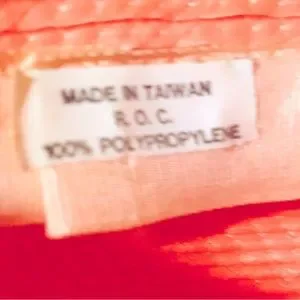 MADE IN TAIWAN
R. O. C.
100% POLYPROPYLENE